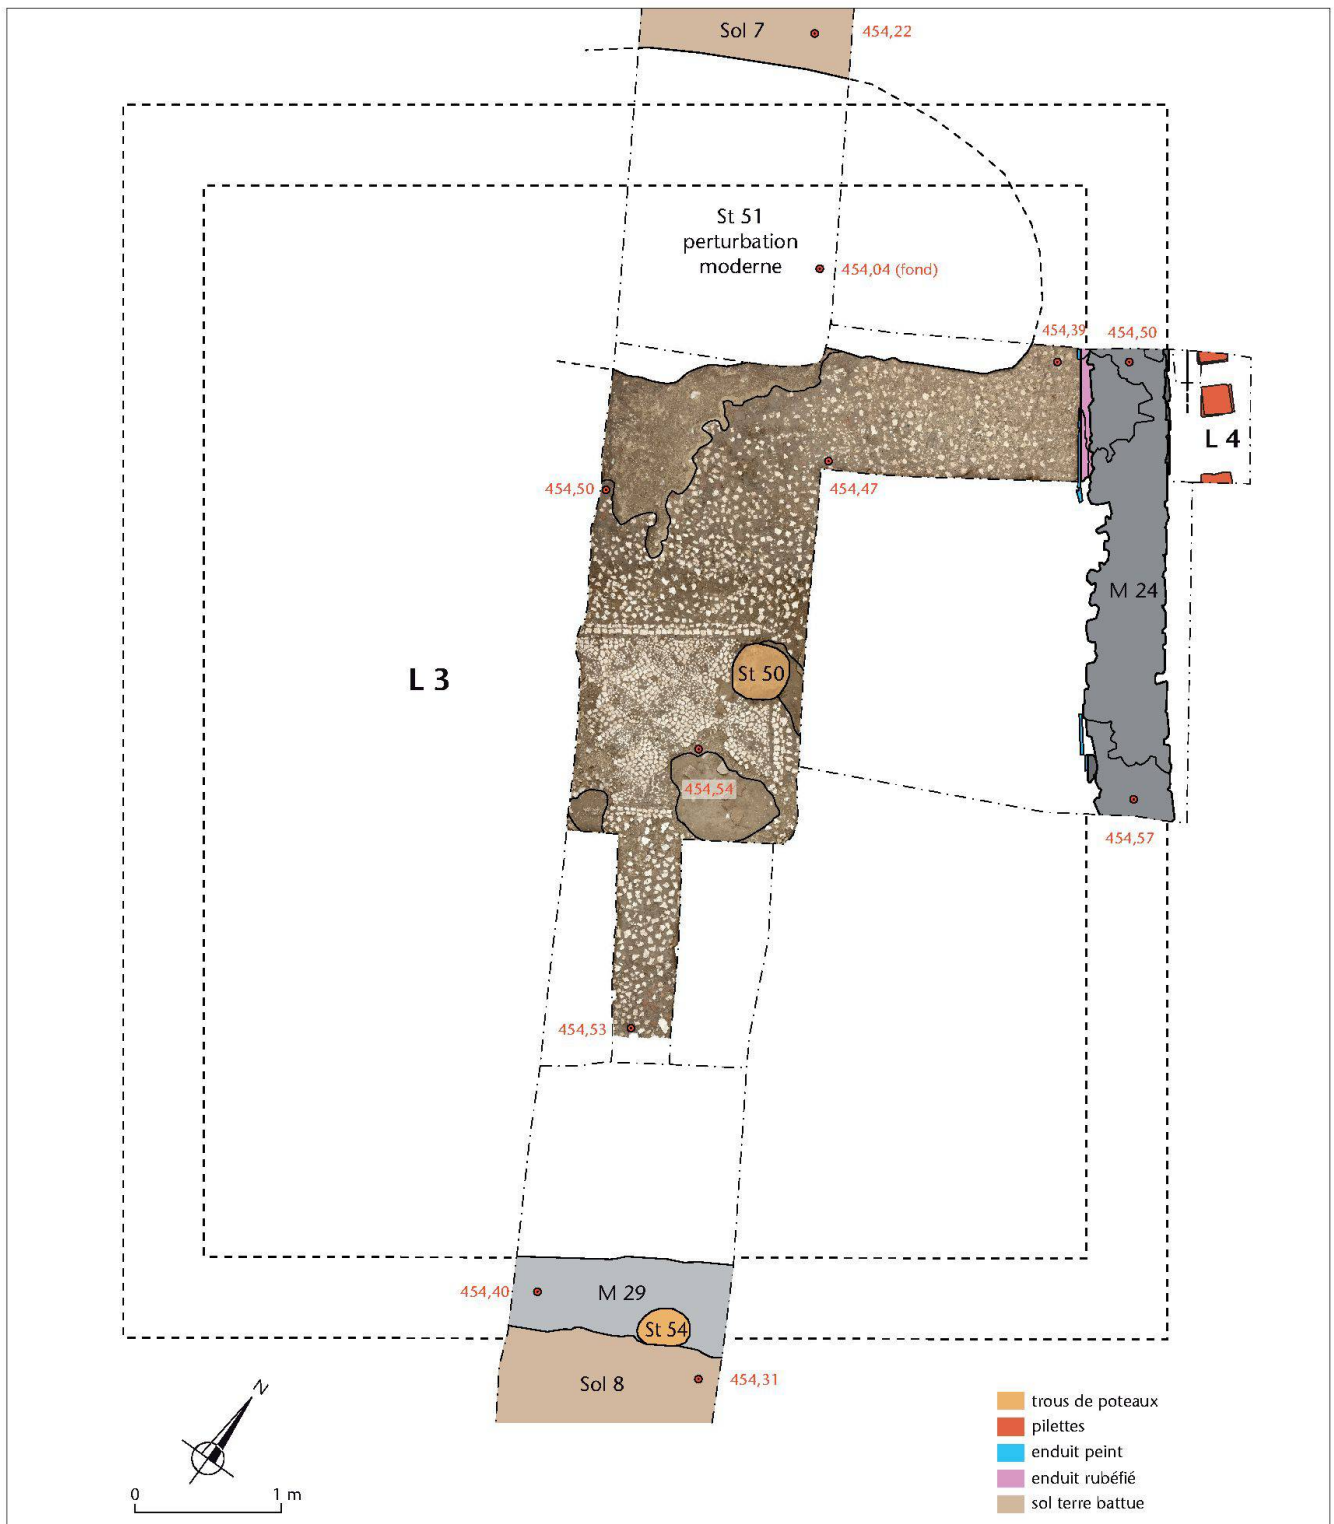 Sol 7
454,22
St 51
perturbation
moderne
454,04 (fond)
454,39
454,50
L 4
454,50
454,47
M 24
L 3
St 50
454,54
454,57
454,53
454,40
M 29
St 54
Sol 8
454,31
N
0
1 m
trous de poteaux
pilettes
enduit peint
enduit rubéfié
sol terre battue